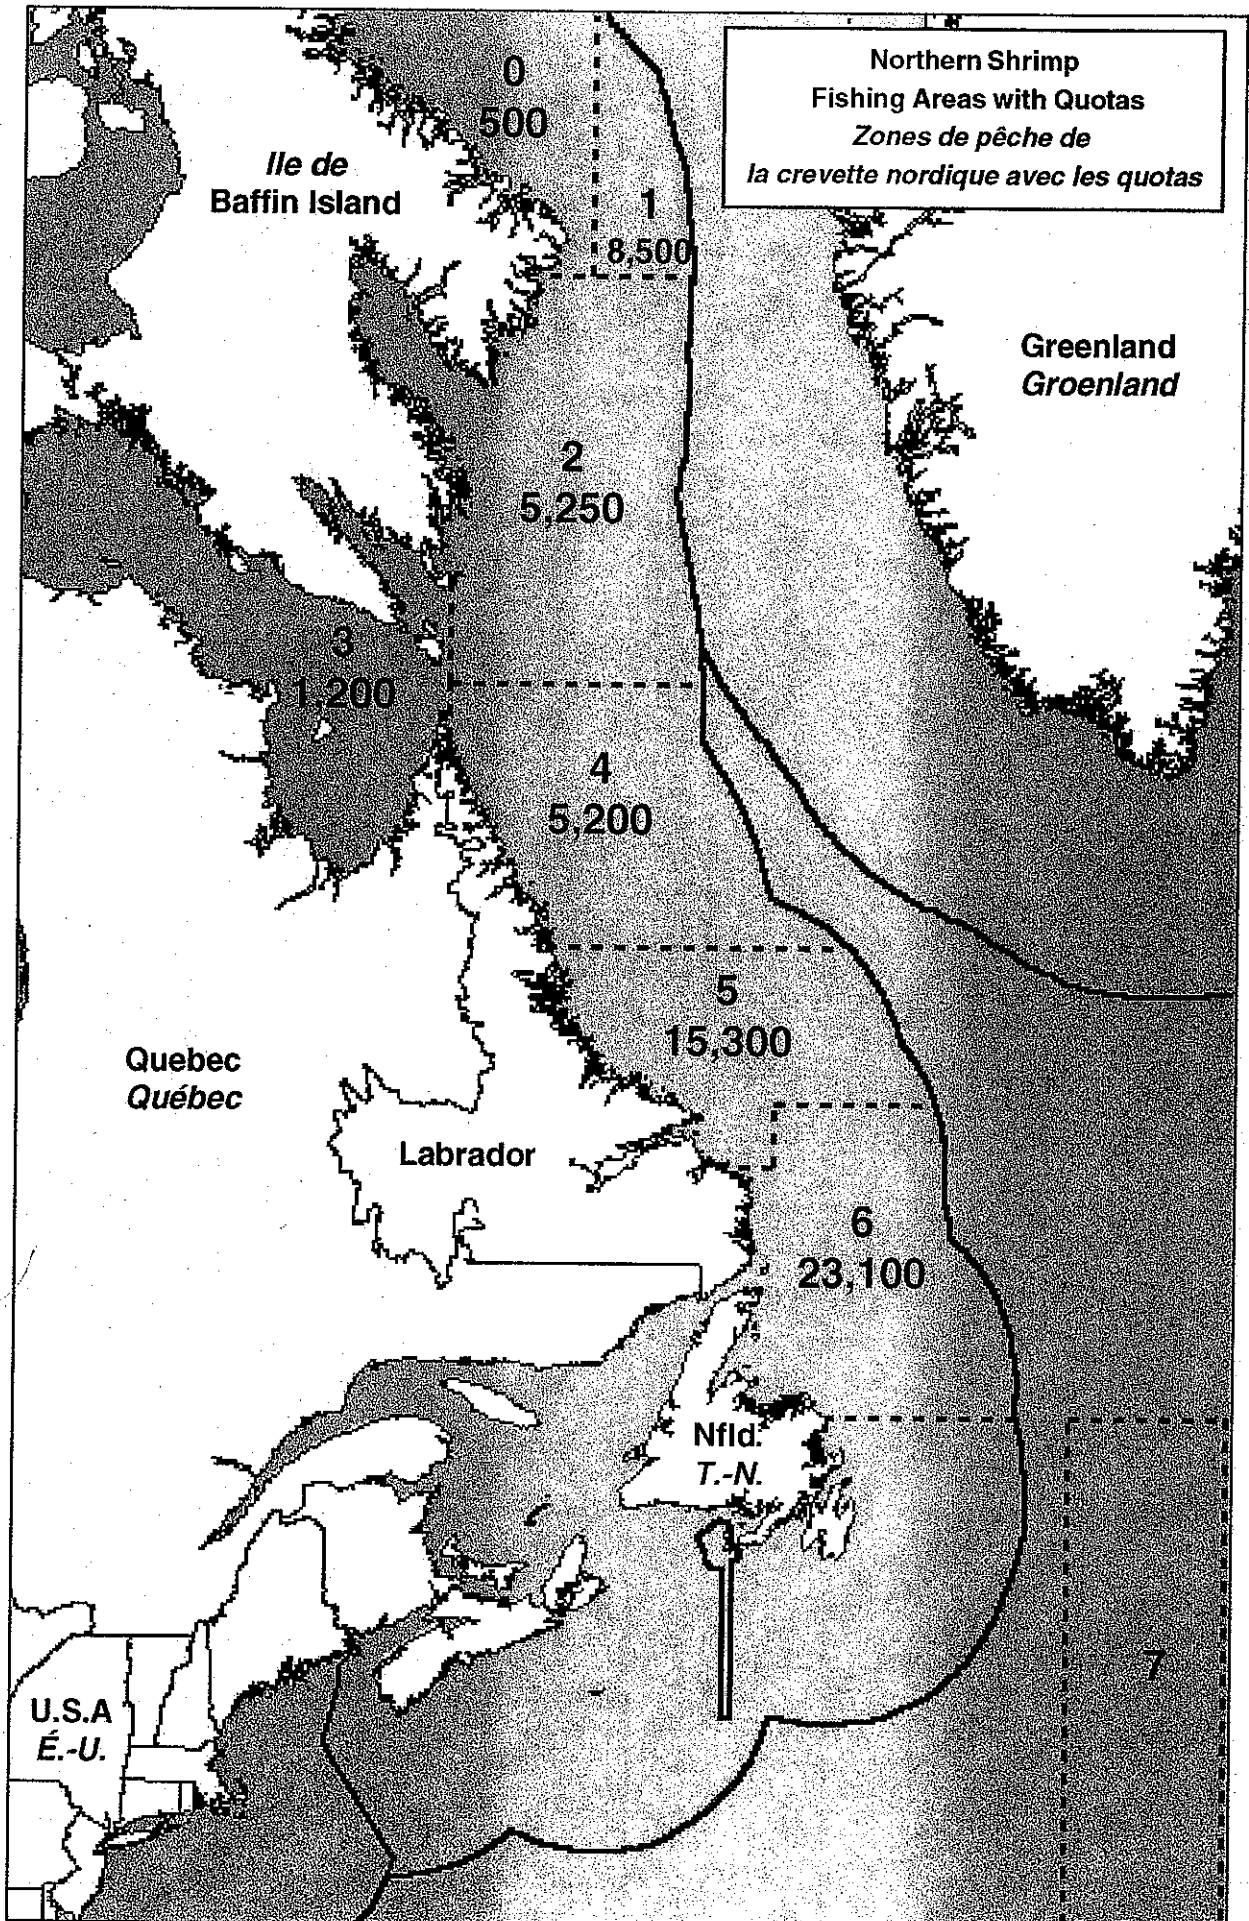 Northern Shrimp
Fishing Areas with Quotas
Zones de pêche de
la crevette nordique avec les quotas
0
500
Ile de
Baffin Island
1
8,500
Greenland
Groenland
2
5,250
3
1,200
4
5,200
5
15,300
Quebec
Québec
Labrador
6
23,100
Nfld.
T.-N.
7
U.S.A
É.-U.